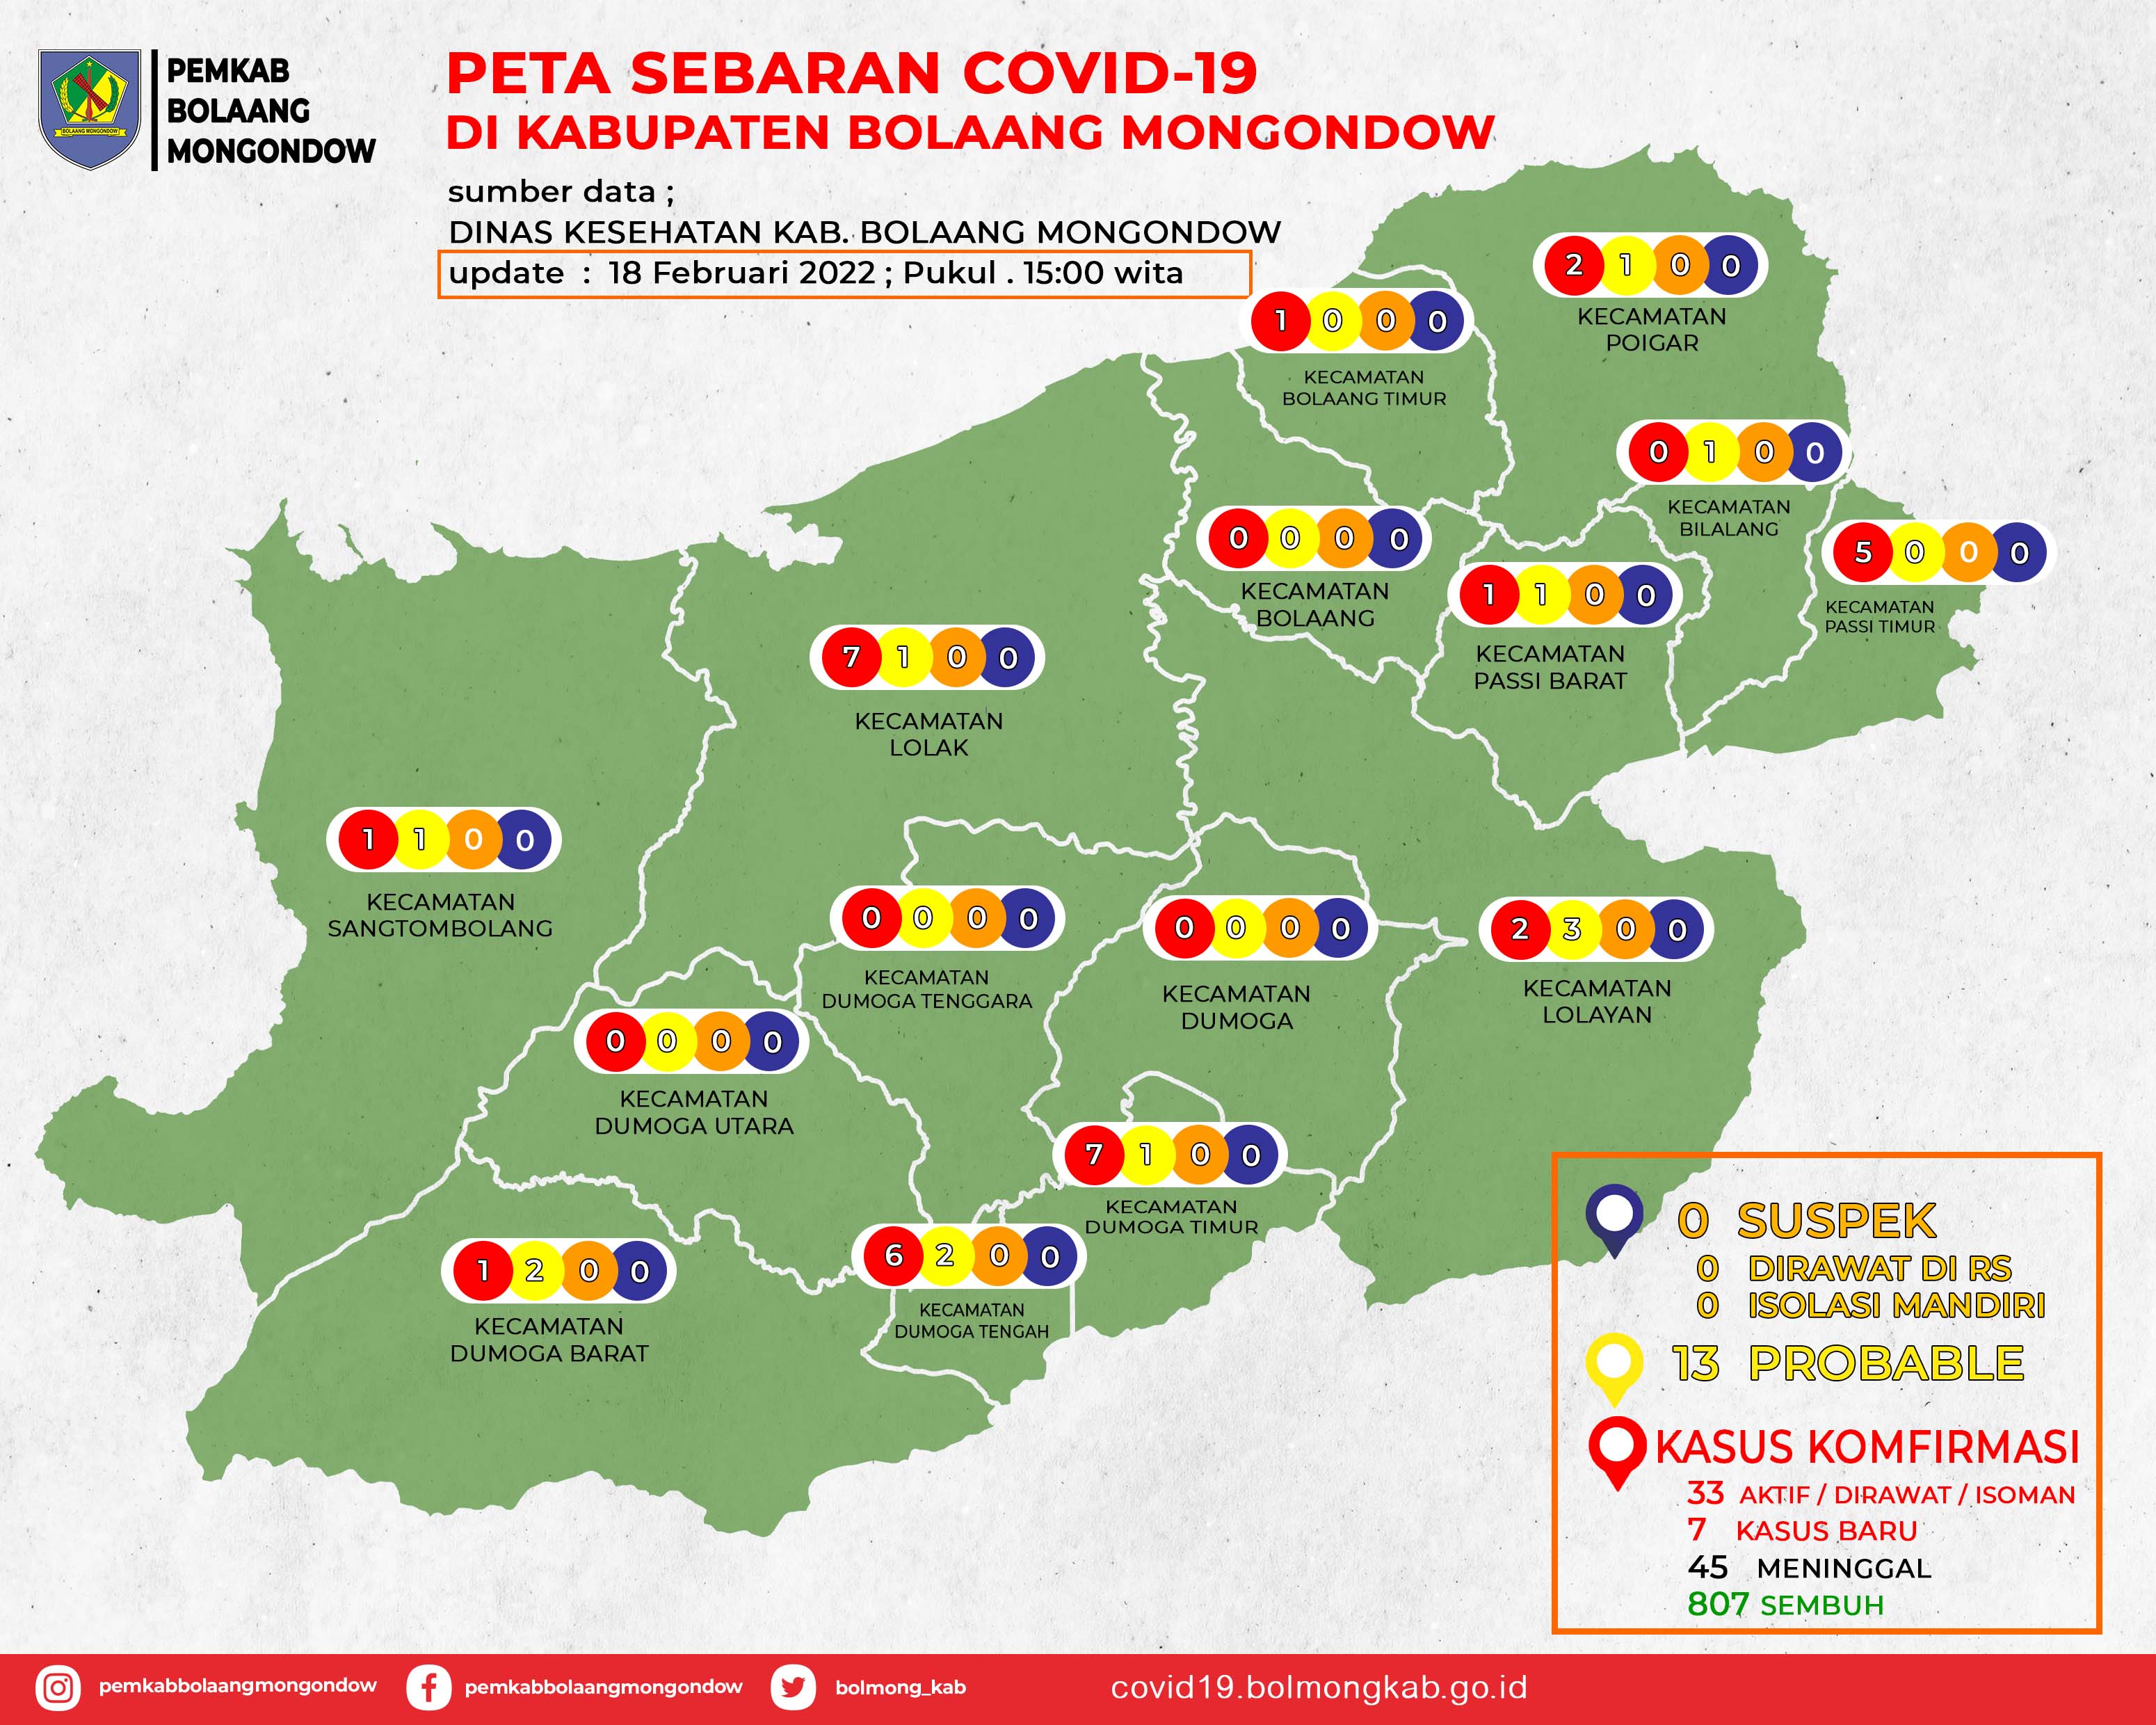 PEMKAB
BOLAANG
MONGONDOW
BOLAANG MONGONDOW
PETA SEBARAN COVID-19
DI KABUPATEN BOLAANG MONGONDOW
sumber data ;
DINAS KESEHATAN KAB. BOLAANG MONGONDOW
update : 18 Februari 2022 ; Pukul . 15:00 wita
2 1 0 0
KECAMATAN
POIGAR
1 0 0 0
KECAMATAN
BOLAANG TIMUR
0 1 0 0
KECAMATAN
BILALANG
0 0 0 0
KECAMATAN
BOLAANG
5 0 0 0
KECAMATAN
PASSI TIMUR
1 1 0 0
KECAMATAN
PASSI BARAT
7 1 0 0
KECAMATAN
LOLAK
1 1 0 0
KECAMATAN
SANGTOMBOLANG
0 0 0 0
KECAMATAN
DUMOGA TENGGARA
0 0 0 0
KECAMATAN
DUMOGA
2 3 0 0
KECAMATAN
LOLAYAN
0 0 0 0
KECAMATAN
DUMOGA UTARA
7 1 0 0
KECAMATAN
DUMOGA TIMUR
1 2 0 0
KECAMATAN
DUMOGA BARAT
6 2 0 0
KECAMATAN
DUMOGA TENGAH
0 SUSPEK
0 DIRAWAT DI RS
0 ISOLASI MANDIRI
13 PROBABLE
KASUS KOMFIRMASI
33 AKTIF / DIRAWAT / ISOMAN
7 KASUS BARU
45 MENINGGAL
807 SEMBUH
pemkabbolaangmongondow
pemkabbolaangmongondow
bolmong_kab
covid19.bolmongkab.go.id